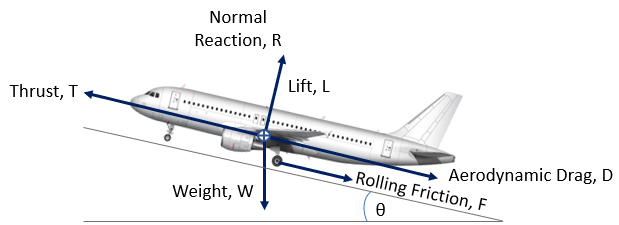 Normal
Reaction, R
Thrust, T
Lift, L
Weight, W
Rolling Friction, F
Aerodynamic Drag, D
θ